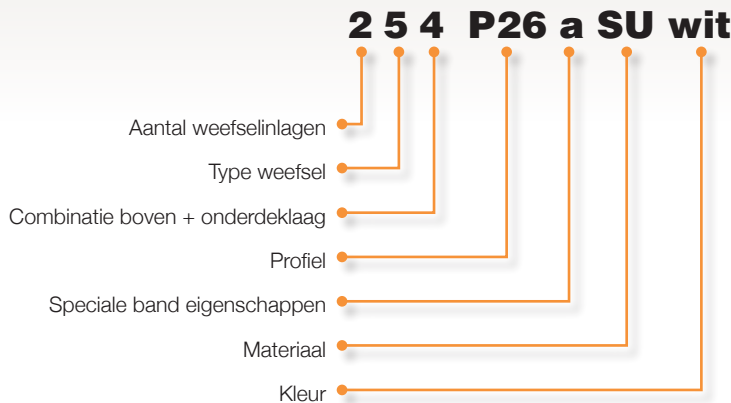 2 5 4 P26 a SU wit
Aantal weefselinlagen
Type weefsel
Combinatie boven + onderdeklaag
Profiel
Speciale band eigenschappen
Materiaal
Kleur